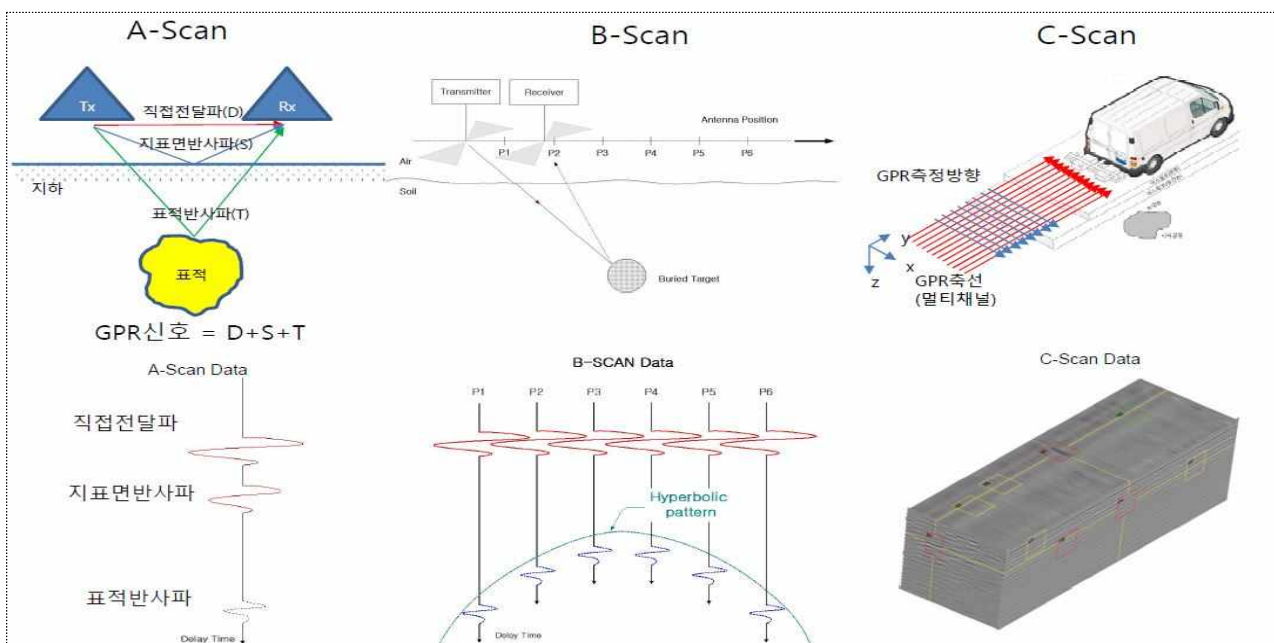 A-Scan
Tx
Rx
직접전달파(D)
지표면반사파(S)
지하
표적반사파(T)
표적
GPR신호 = D+S+T
A-Scan Data
직접전달파
지표면반사파
표적반사파
Delay Time
B-Scan
Transmitter
Receiver
Antenna Position
P1
P2
P3
P4
P5
P6
Air
Soil
Buried Target
B-SCAN Data
P1
P2
P3
P4
P5
P6
Hyperbolic
pattern
Delay Time
C-Scan
GPR측정방향
y
x
z
GPR측선
(멀티채널)
C-Scan Data